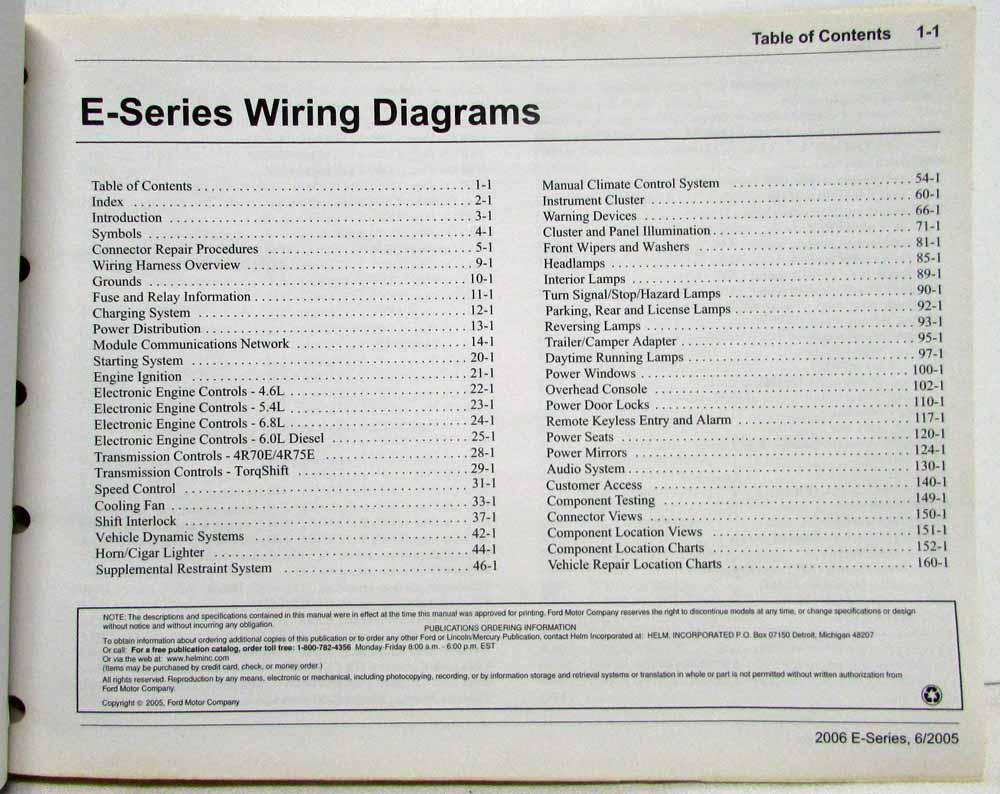 Table of Contents 1-1
E-Series Wiring Diagrams
Table of Contents . . . . . 1-1
Index . . . . . 2-1
Introduction . . . . . 3-1
Symbols . . . . . 4-1
Connector Repair Procedures . . . . . 5-1
Wiring Harness Overview . . . . . 9-1
Grounds . . . . . 10-1
Fuse and Relay Information . . . . . 11-1
Charging System . . . . . 12-1
Power Distribution . . . . . 13-1
Module Communications Network . . . . . 14-1
Starting System . . . . . 20-1
Engine Ignition . . . . . 21-1
Electronic Engine Controls - 4.6L . . . . . 22-1
Electronic Engine Controls - 5.4L . . . . . 23-1
Electronic Engine Controls - 6.8L . . . . . 24-1
Electronic Engine Controls - 6.0L Diesel . . . . . 25-1
Transmission Controls - 4R70E/4R75E . . . . . 28-1
Transmission Controls - TorqShift . . . . . 29-1
Speed Control . . . . . 31-1
Cooling Fan . . . . . 33-1
Shift Interlock . . . . . 37-1
Vehicle Dynamic Systems . . . . . 42-1
Horn/Cigar Lighter . . . . . 44-1
Supplemental Restraint System . . . . . 46-1
Manual Climate Control System . . . . . 54-1
Instrument Cluster . . . . . 60-1
Warning Devices . . . . . 66-1
Cluster and Panel Illumination . . . . . 71-1
Front Wipers and Washers . . . . . 81-1
Headlamps . . . . . 85-1
Interior Lamps . . . . . 89-1
Turn Signal/Stop/Hazard Lamps . . . . . 90-1
Parking, Rear and License Lamps . . . . . 92-1
Reversing Lamps . . . . . 93-1
Trailer/Camper Adapter . . . . . 95-1
Daytime Running Lamps . . . . . 97-1
Power Windows . . . . . 100-1
Overhead Console . . . . . 102-1
Power Door Locks . . . . . 110-1
Remote Keyless Entry and Alarm . . . . . 117-1
Power Seats . . . . . 120-1
Power Mirrors . . . . . 124-1
Audio System . . . . . 130-1
Customer Access . . . . . 140-1
Component Testing . . . . . 149-1
Connector Views . . . . . 150-1
Component Location Views . . . . . 151-1
Component Location Charts . . . . . 152-1
Vehicle Repair Location Charts . . . . . 160-1
NOTE: The descriptions and specifications contained in this manual were in effect at the time this manual was approved for printing. Ford Motor Company reserves the right to discontinue models at any time, or change specifications or design
without notice and without incurring any obligation.
PUBLICATIONS ORDERING INFORMATION
To obtain information about ordering additional copies of this publication or to order any other Ford or Lincoln/Mercury Publication, contact Helm Incorporated at: HELM, INCORPORATED P.O. Box 07150 Detroit, Michigan 48207
Or call: For a free publication catalog, order toll free: 1-800-782-4356 Monday-Friday 8:00 a.m. - 6:00 p.m. EST
Or via the web at: www.helminc.com
(Items may be purchased by credit card, check, or money order.)
All rights reserved. Reproduction by any means, electronic or mechanical, including photocopying, recording, or by information storage and retrieval systems or translation in whole or part is not permitted without written authorization from
Ford Motor Company.
Copyright © 2005, Ford Motor Company
2006 E-Series, 6/2005